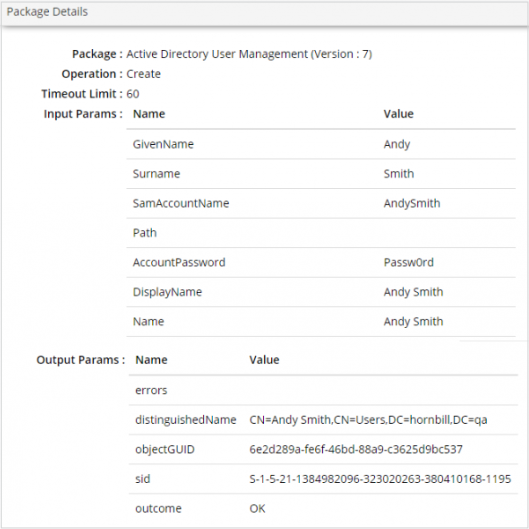 Package Details
Package : Active Directory User Management (Version : 7)
Operation : Create
Timeout Limit : 60
Input Params : Name Value
GivenName Andy
Surname Smith
SamAccountName AndySmith
Path
AccountPassword Passw0rd
DisplayName Andy Smith
Name Andy Smith
Output Params : Name Value
errors
distinguishedName CN=Andy Smith,CN=Users,DC=hornbill,DC=qa
objectGUID 6e2d289a-fe6f-46bd-88a9-c3625d9bc537
sid S-1-5-21-1384982096-323020263-380410168-1195
outcome OK